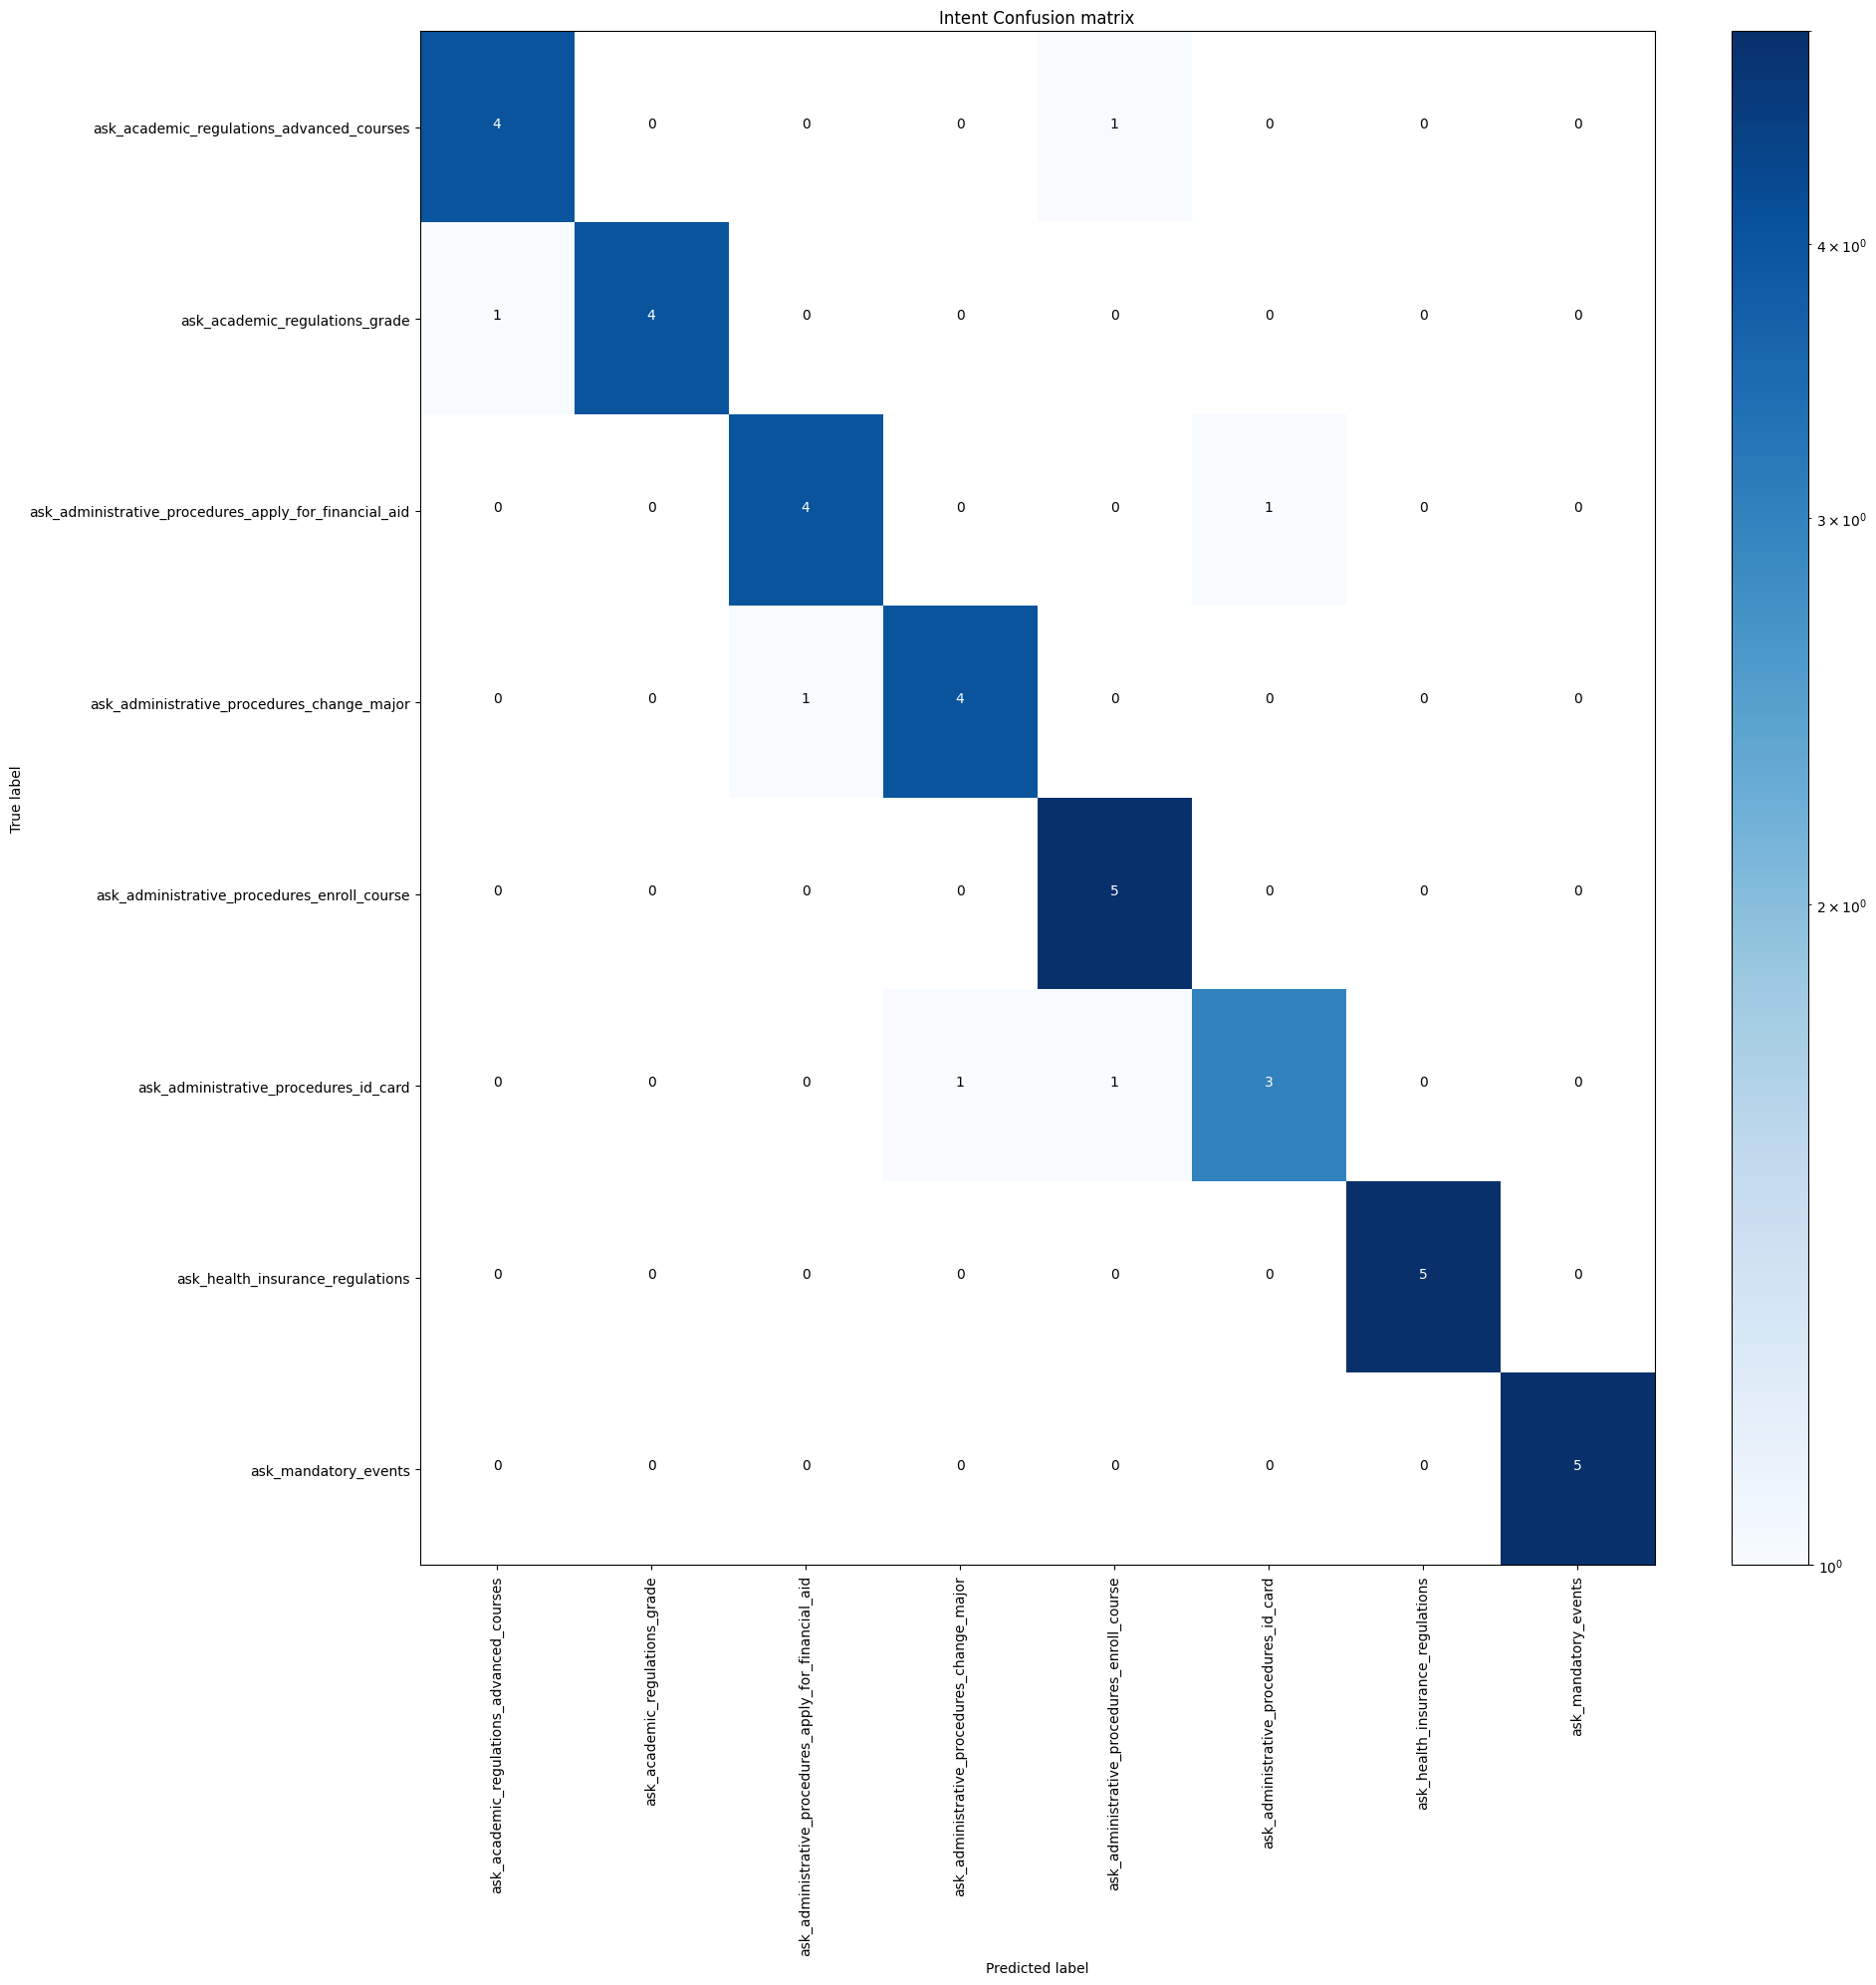 Intent Confusion matrix
ask_academic_regulations_advanced_courses 4 0 0 0 1 0 0 0
ask_academic_regulations_grade 1 4 0 0 0 0 0 0
ask_administrative_procedures_apply_for_financial_aid 0 0 4 0 0 1 0 0
ask_administrative_procedures_change_major 0 0 1 4 0 0 0 0
ask_administrative_procedures_enroll_course 0 0 0 0 5 0 0 0
ask_administrative_procedures_id_card 0 0 0 1 1 3 0 0
ask_health_insurance_regulations 0 0 0 0 0 0 5 0
ask_mandatory_events 0 0 0 0 0 0 0 5
True label
ask_academic_regulations_advanced_courses
ask_academic_regulations_grade
ask_administrative_procedures_apply_for_financial_aid
ask_administrative_procedures_change_major
ask_administrative_procedures_enroll_course
ask_administrative_procedures_id_card
ask_health_insurance_regulations
ask_mandatory_events
Predicted label
4 × 10⁰
3 × 10⁰
2 × 10⁰
10⁰